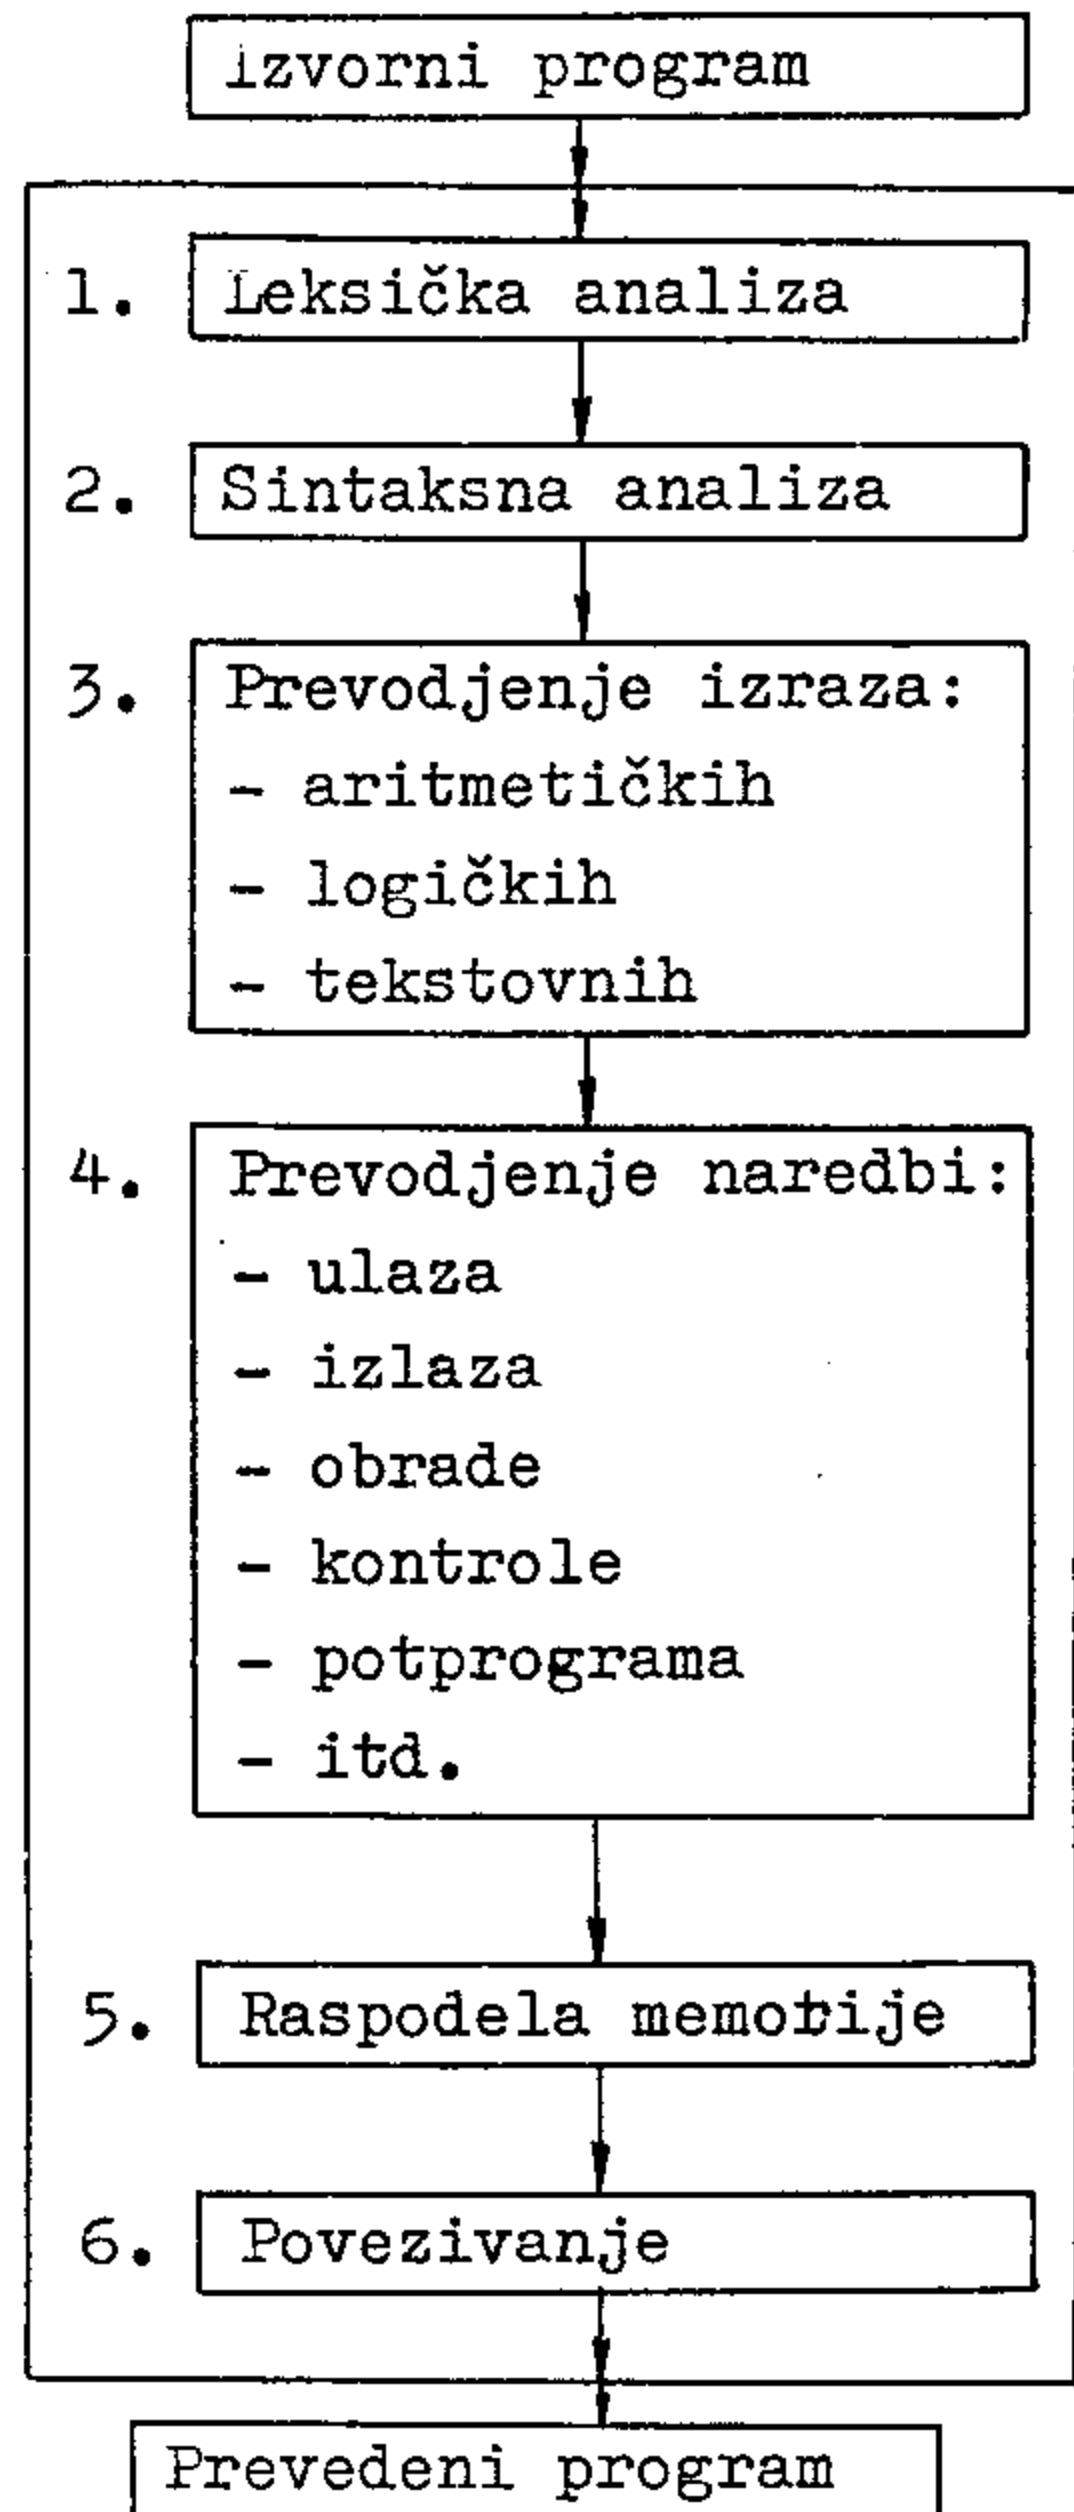 Izvorni program
1. Leksička analiza
2. Sintaksna analiza
3. Prevodjenje izraza:
- aritmetičkih
- logičkih
- tekstovnih
4. Prevodjenje naredbi:
- ulaza
- izlaza
- obrade
- kontrole
- potprograma
- itd.
5. Raspodela memorije
6. Povezivanje
Prevedeni program